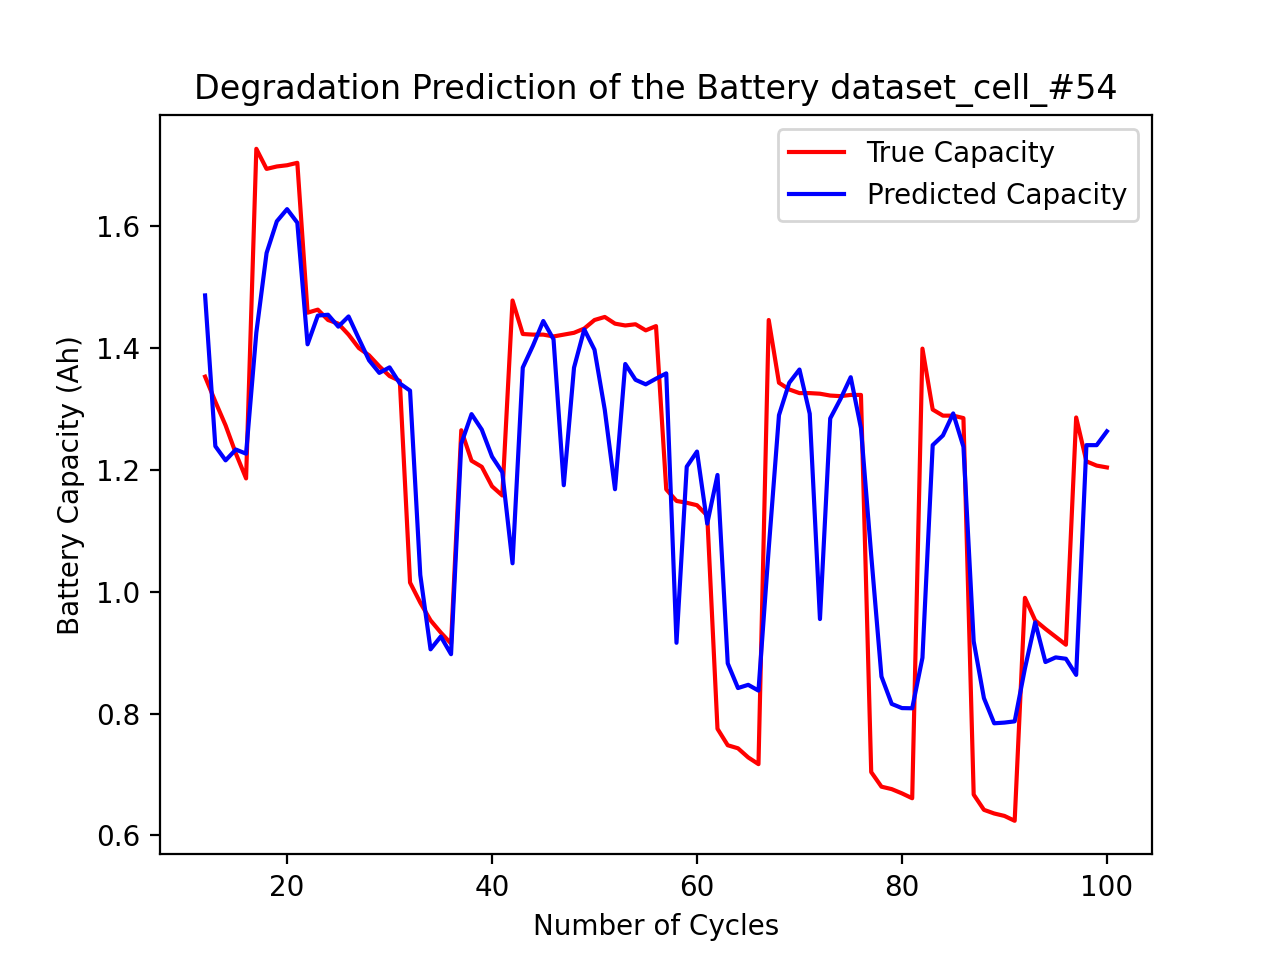 Degradation Prediction of the Battery dataset_cell_#54
True Capacity
Predicted Capacity
Battery Capacity (Ah)
1.6
1.4
1.2
1.0
0.8
0.6
20 40 60 80 100
Number of Cycles